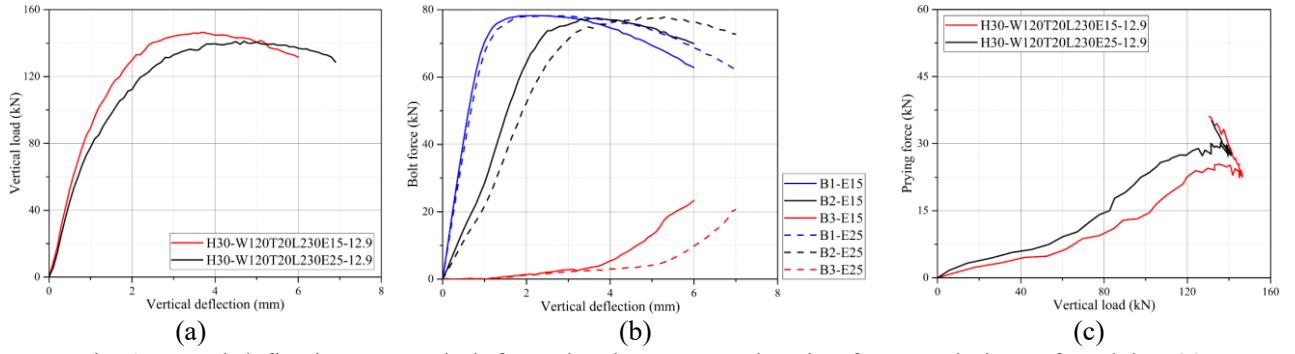 160
120
80
40
0
0
2
4
6
8
Vertical load (kN)
Vertical deflection (mm)
H30-W120T20L230E15-12.9
H30-W120T20L230E25-12.9
(a)
80
60
40
20
0
0
2
4
6
8
Bolt force (kN)
Vertical deflection (mm)
B1-E15
B2-E15
B3-E15
B1-E25
B2-E25
B3-E25
(b)
60
45
30
15
0
0
40
80
120
160
Prying force (kN)
Vertical load (kN)
H30-W120T20L230E15-12.9
H30-W120T20L230E25-12.9
(c)